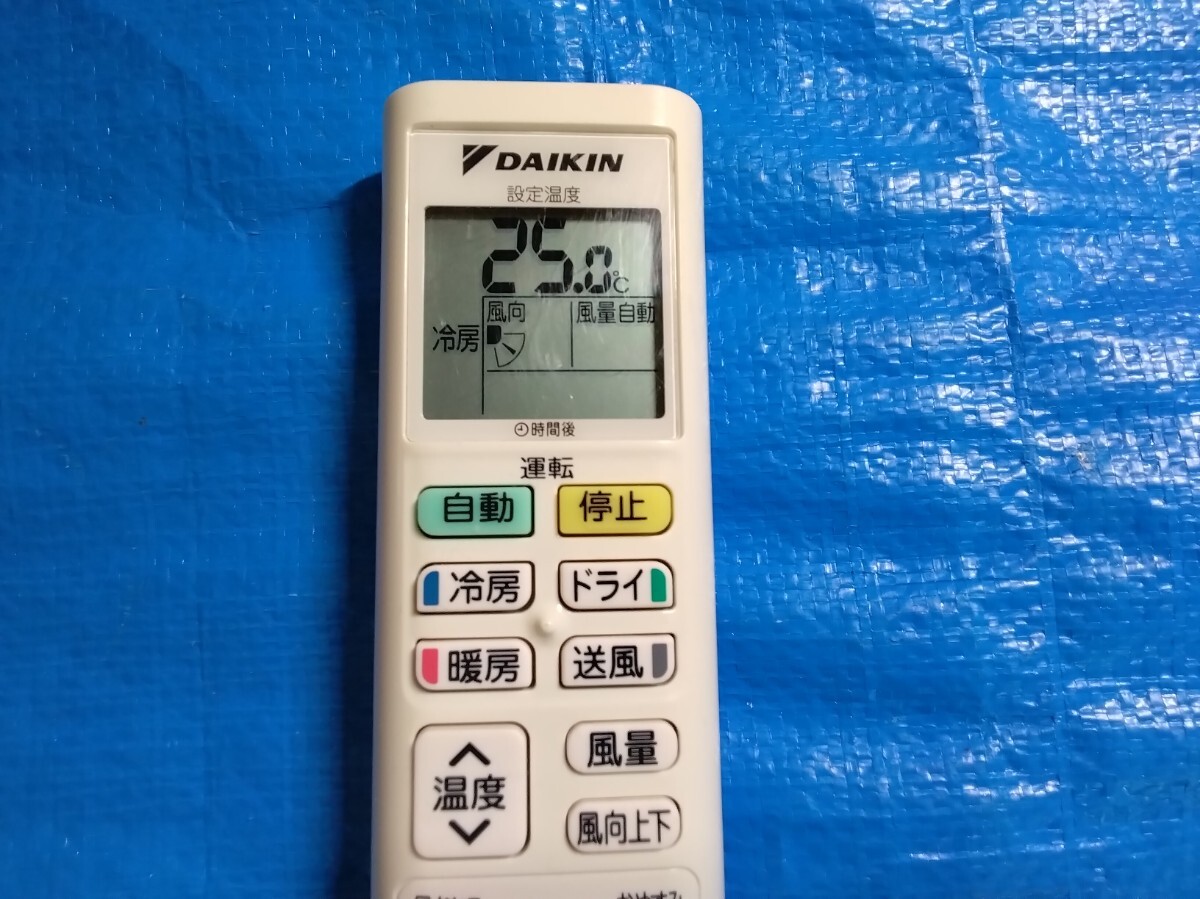 DAIKIN
設定温度
25.0℃
風向 風量自動
冷房
時間後
運転
自動 停止
冷房 ドライ
暖房 送風
温度 風量
風向上下